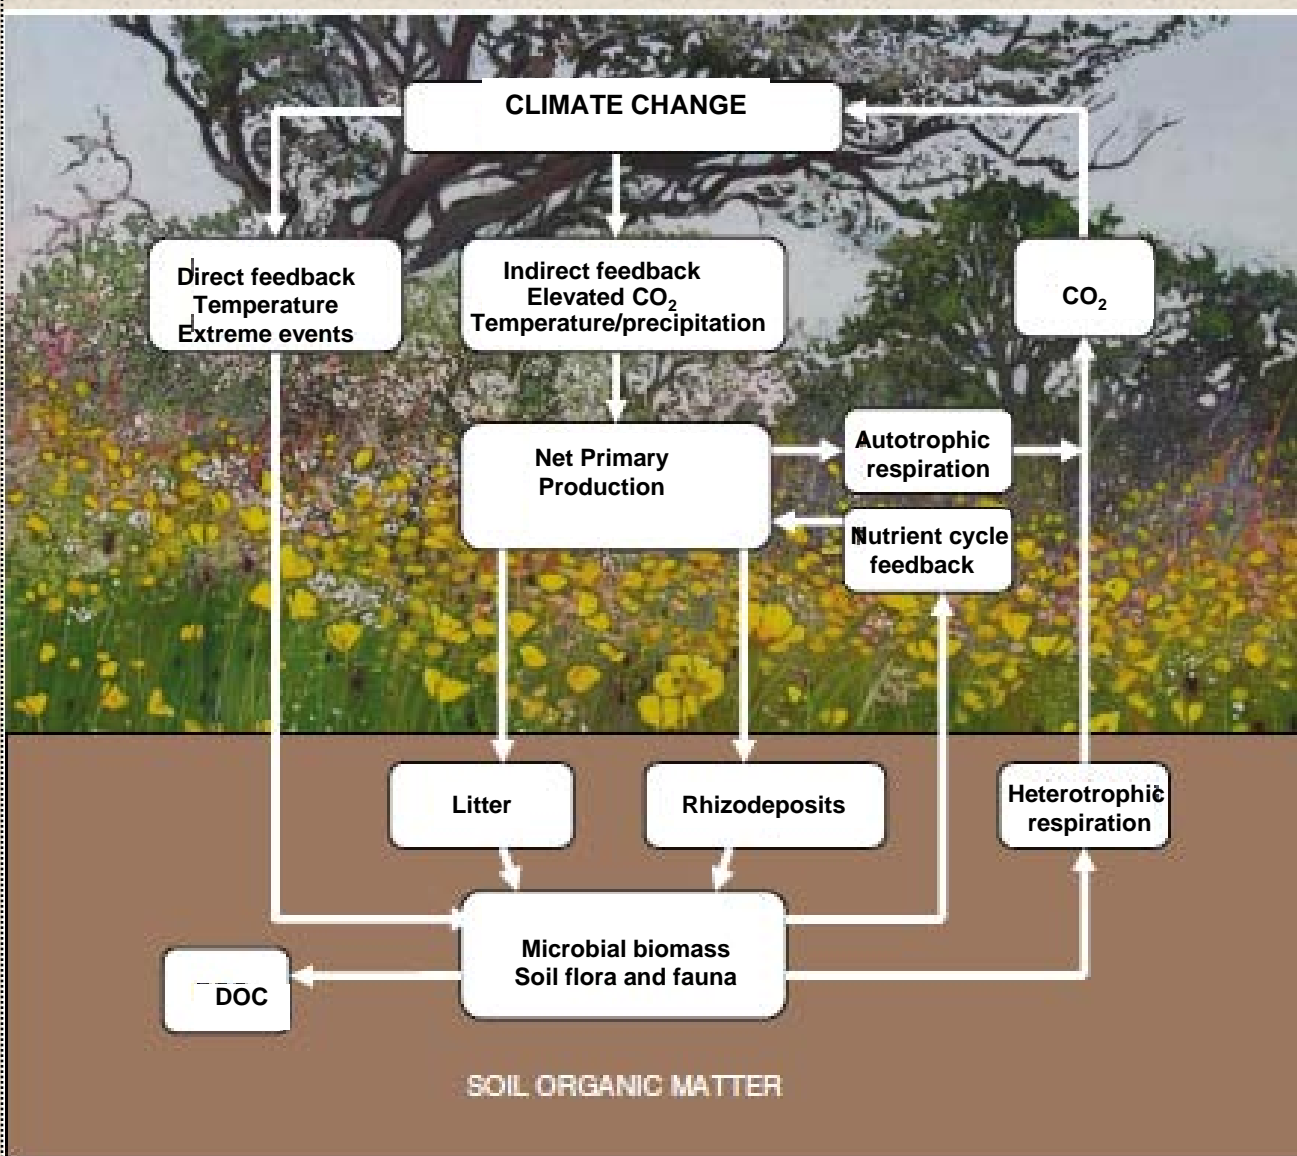 CLIMATE CHANGE
Direct feedback
Temperature
Extreme events
Indirect feedback
Elevated CO₂
Temperature/precipitation
CO₂
Net Primary
Production
Autotrophic
respiration
Nutrient cycle
feedback
Litter
Rhizodeposits
Heterotrophic
respiration
Microbial biomass
Soil flora and fauna
DOC
SOIL ORGANIC MATTER